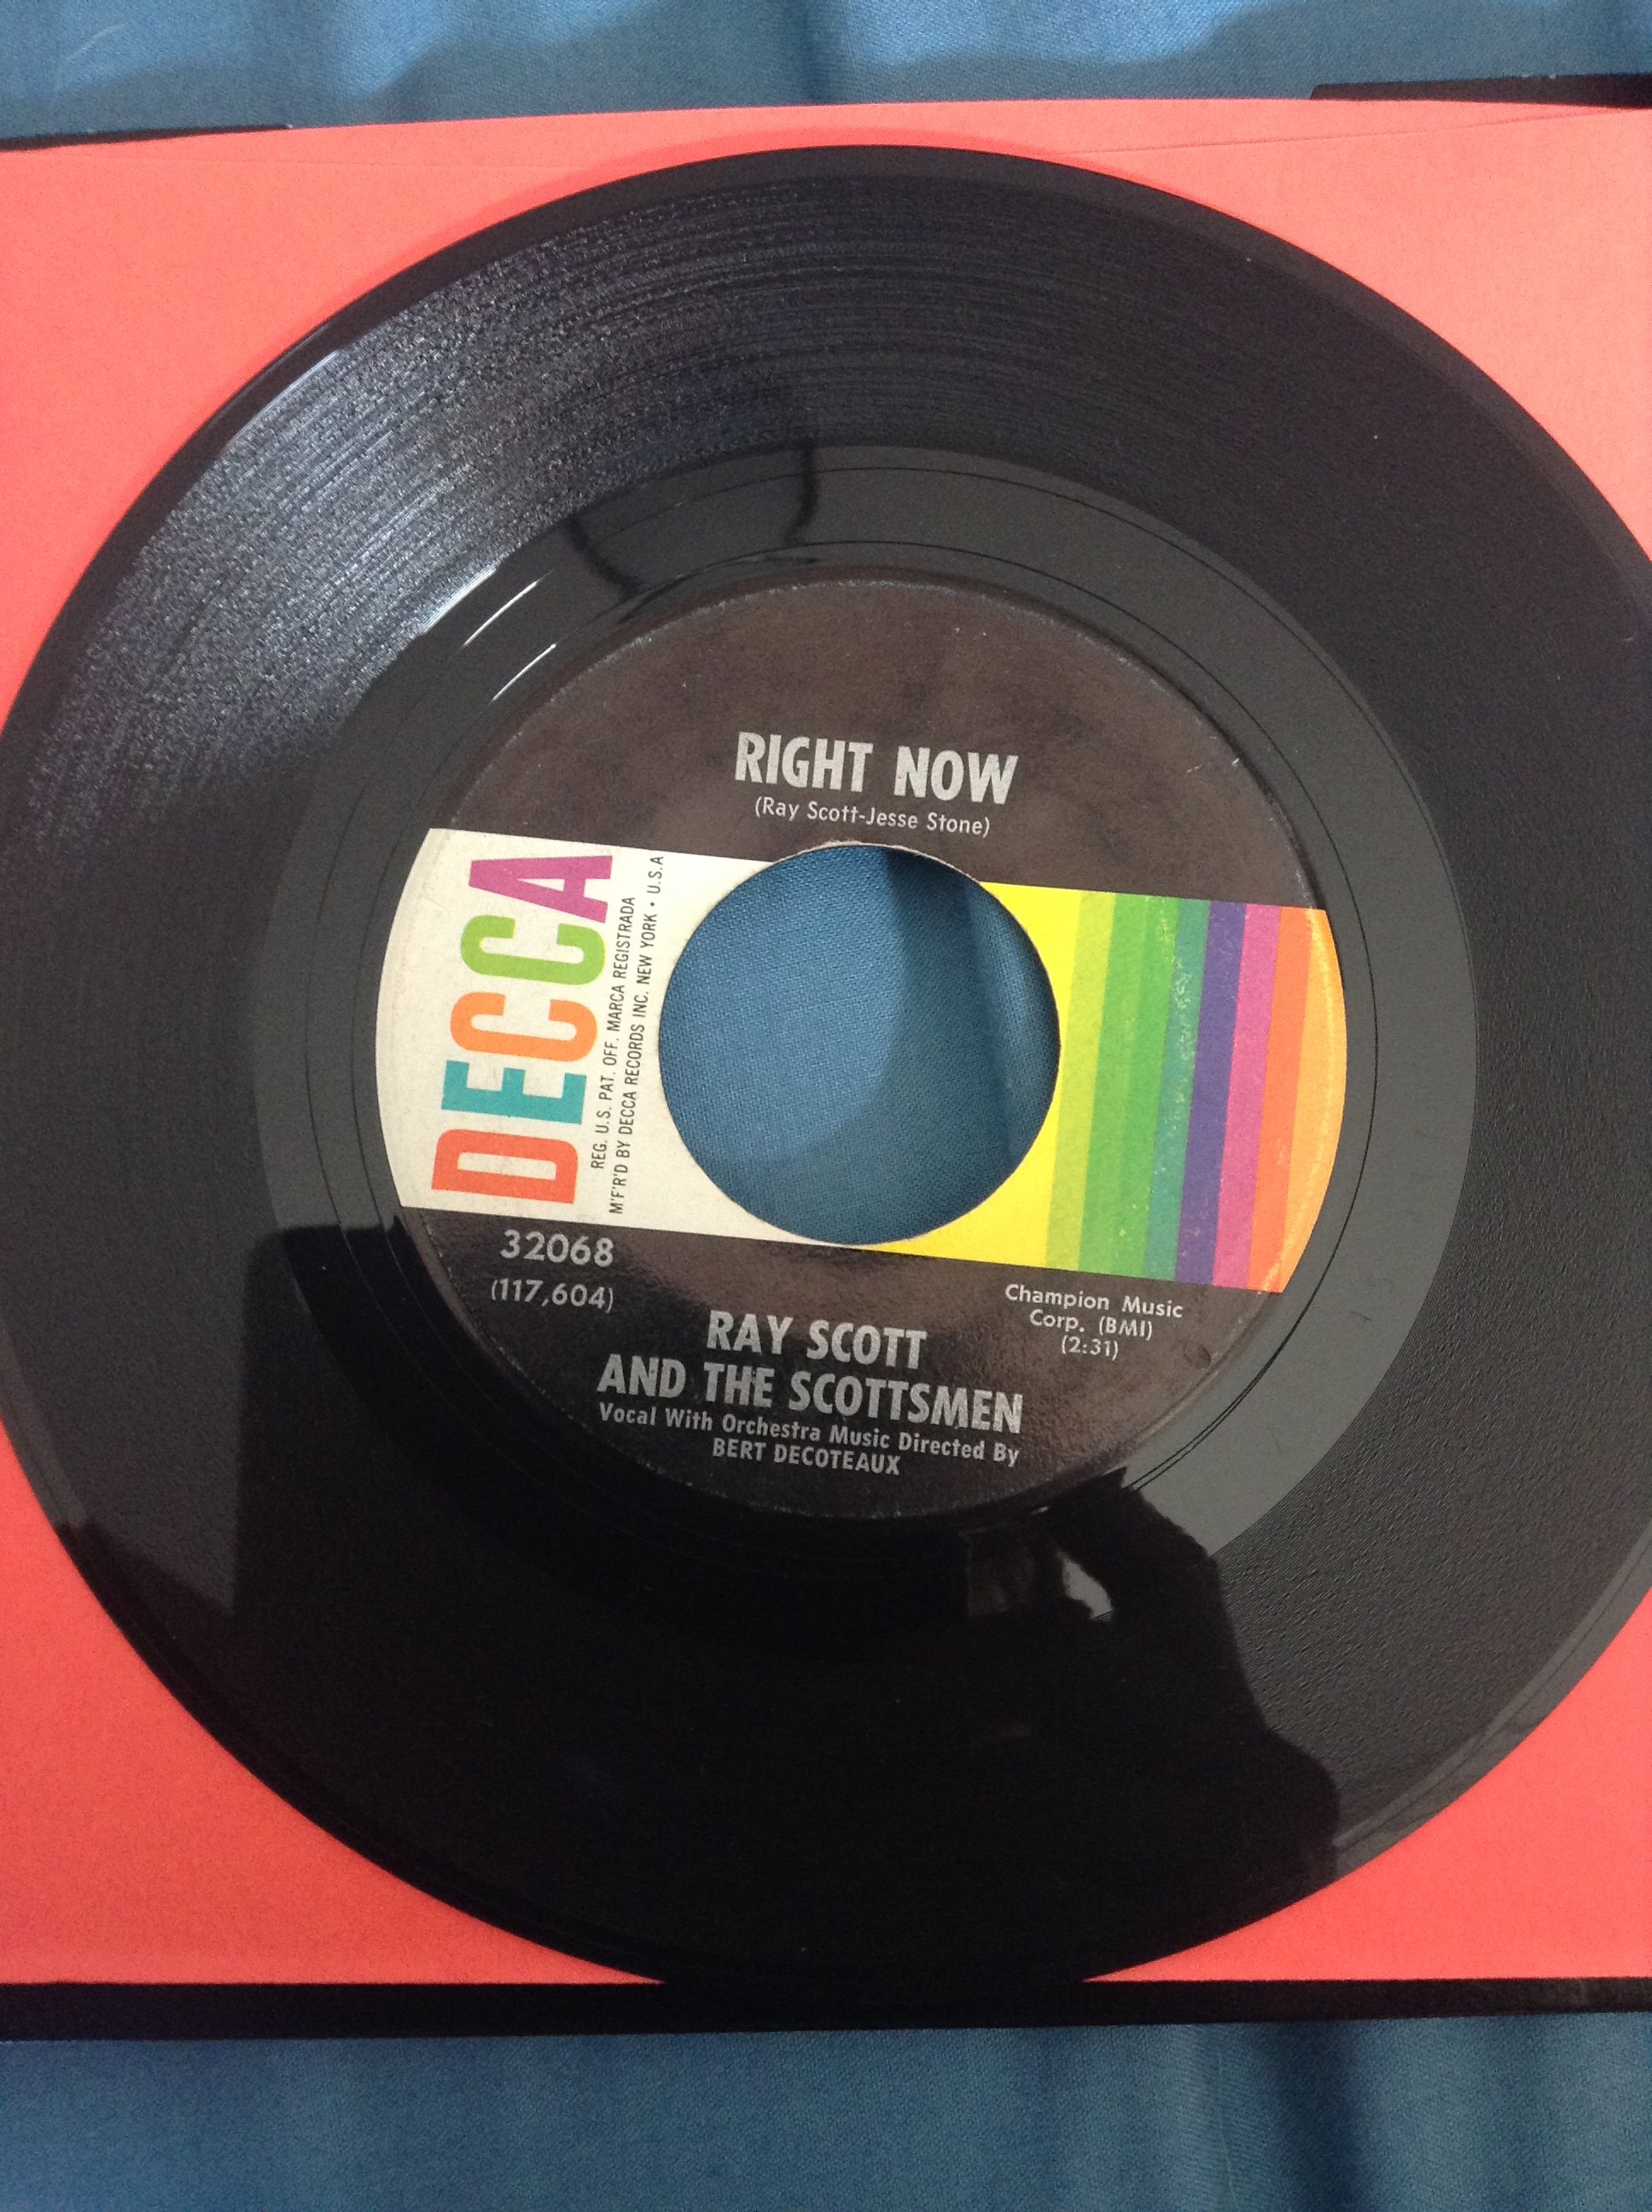 RIGHT NOW
(Ray Scott-Jesse Stone)
DECCA
REG. U.S. PAT. OFF. MARCA REGISTRADA
M'F'R'D BY DECCA RECORDS INC. NEW YORK • U.S.A
32068
(117,604)
Champion Music
Corp. (BMI)
(2:31)
RAY SCOTT
AND THE SCOTTSMEN
Vocal With Orchestra Music Directed By
BERT DECOTEAUX